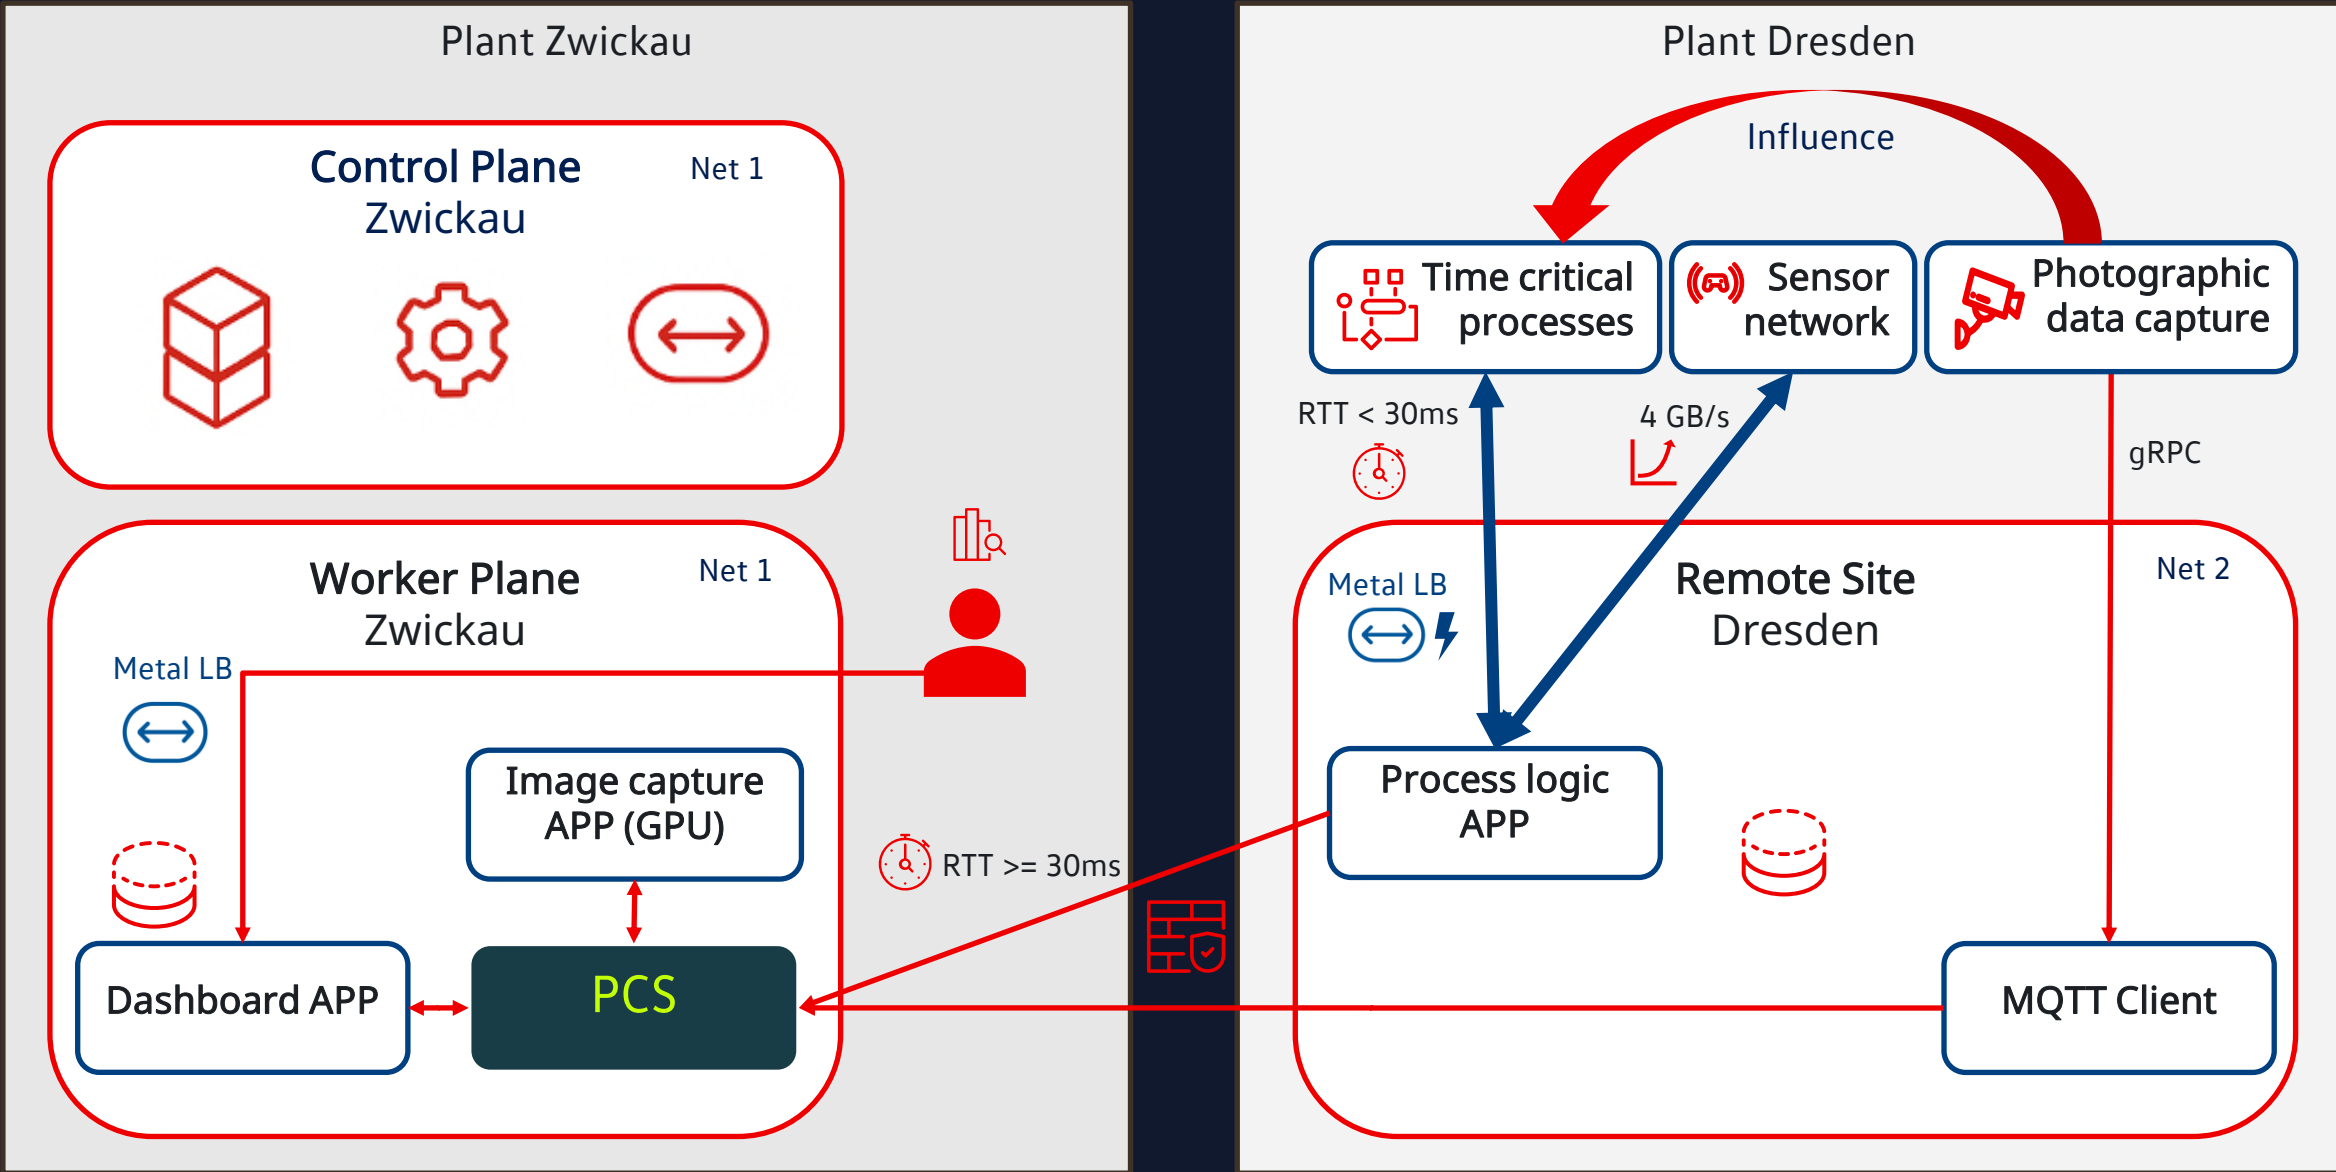 Plant Zwickau
Control Plane
Net 1
Zwickau
Worker Plane
Net 1
Zwickau
Metal LB
Image capture
APP (GPU)
RTT >= 30ms
Dashboard APP
PCS
Plant Dresden
Influence
Time critical
processes
Sensor
network
Photographic
data capture
RTT < 30ms
4 GB/s
gRPC
Remote Site
Net 2
Dresden
Metal LB
Process logic
APP
MQTT Client